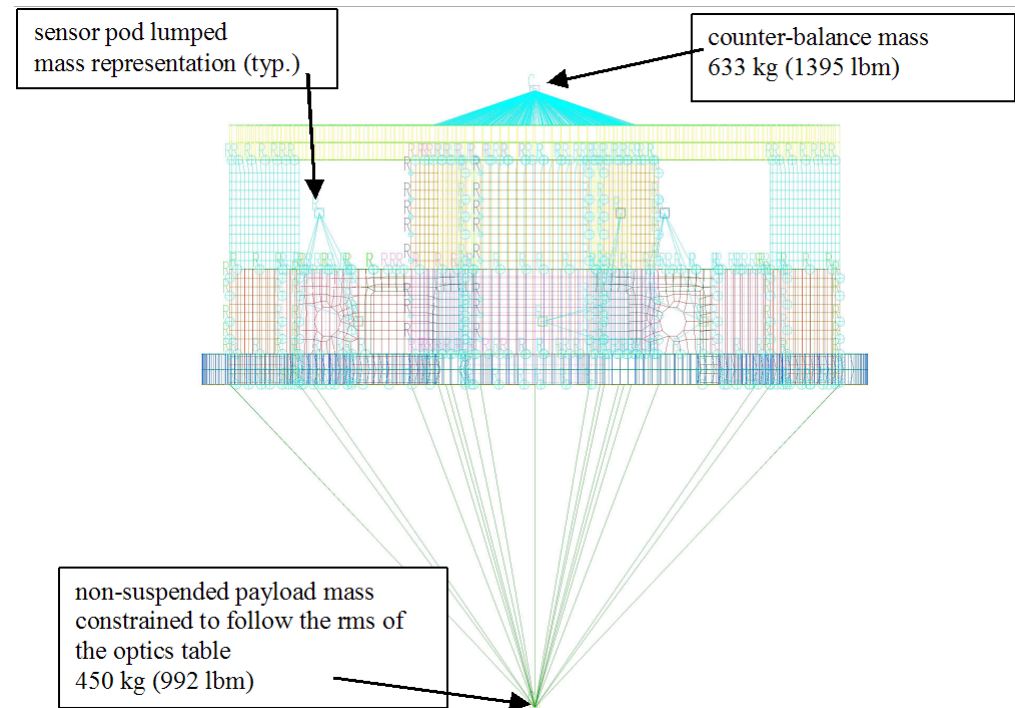 sensor pod lumped
mass representation (typ.)
counter-balance mass
633 kg (1395 lbm)
non-suspended payload mass
constrained to follow the rms of
the optics table
450 kg (992 lbm)